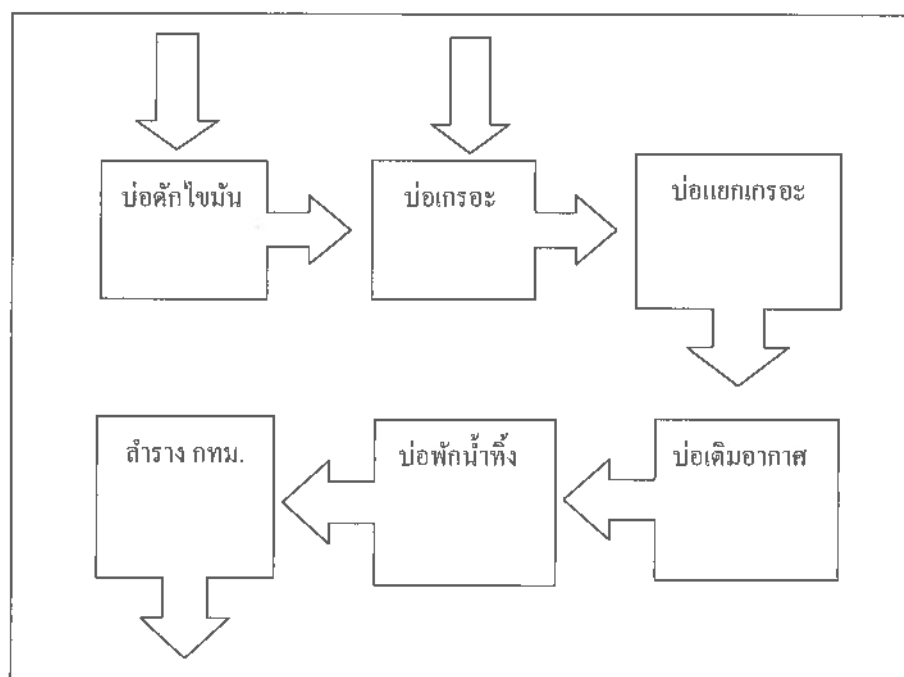 บ่อดักไขมัน
บ่อเกรอะ
บ่อแยกเกรอะ
ลำราง กทม.
บ่อพักน้ำทิ้ง
บ่อเติมอากาศ